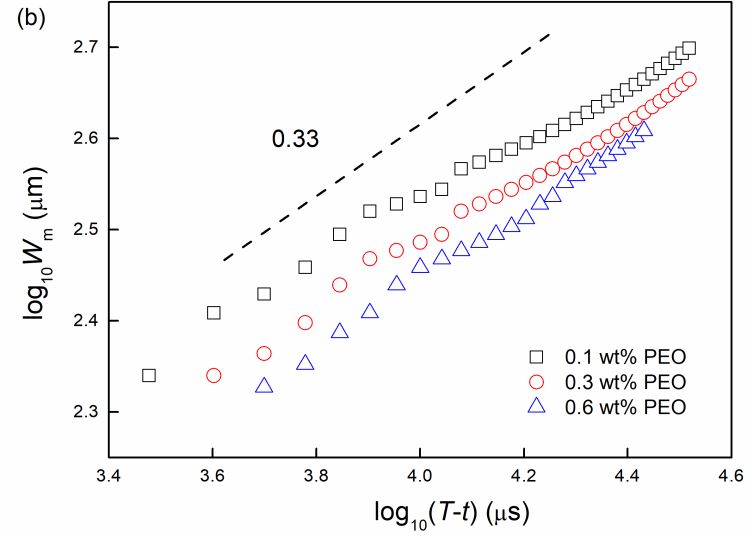 (b)
log10Wm (μm)
2.7
2.6
2.5
2.4
2.3
0.33
0.1 wt% PEO
0.3 wt% PEO
0.6 wt% PEO
3.4 3.6 3.8 4.0 4.2 4.4 4.6
log10(T-t) (μs)